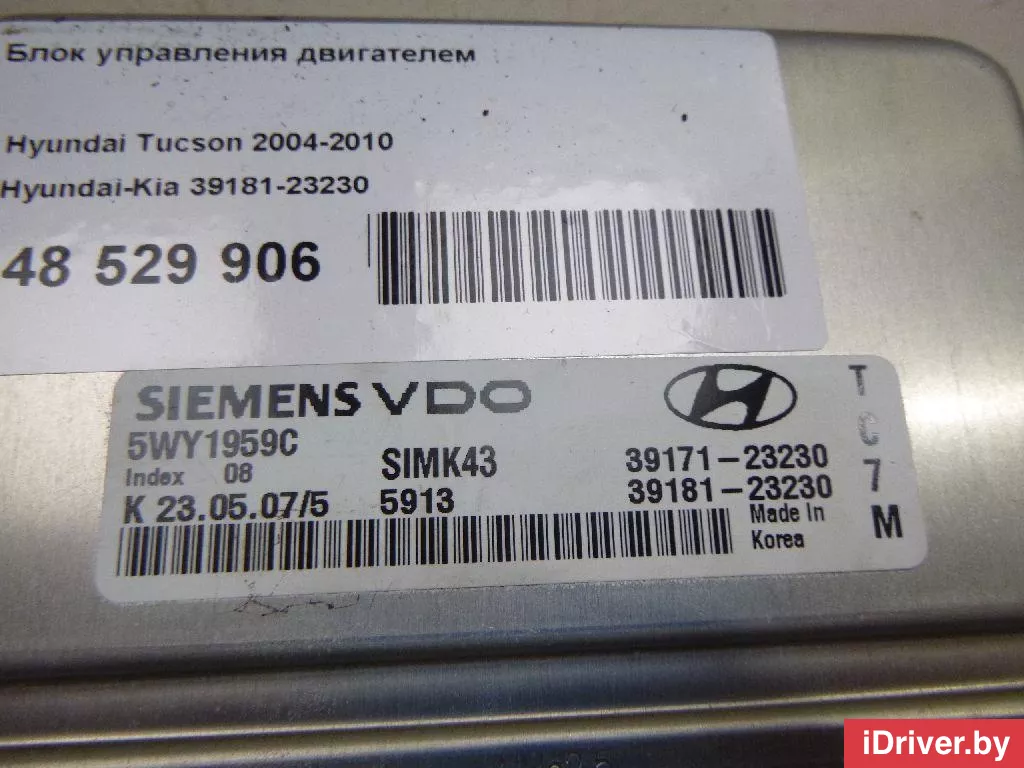 Блок управления двигателем
Hyundai Tucson 2004-2010
Hyundai-Kia 39181-23230
48 529 906
SIEMENS VDO
5WY1959C
Index 08
SIMK43
39171-23230
K 23.05.07/5
5913
39181-23230
Made In
Korea
T
C
7
M
iDriver.by